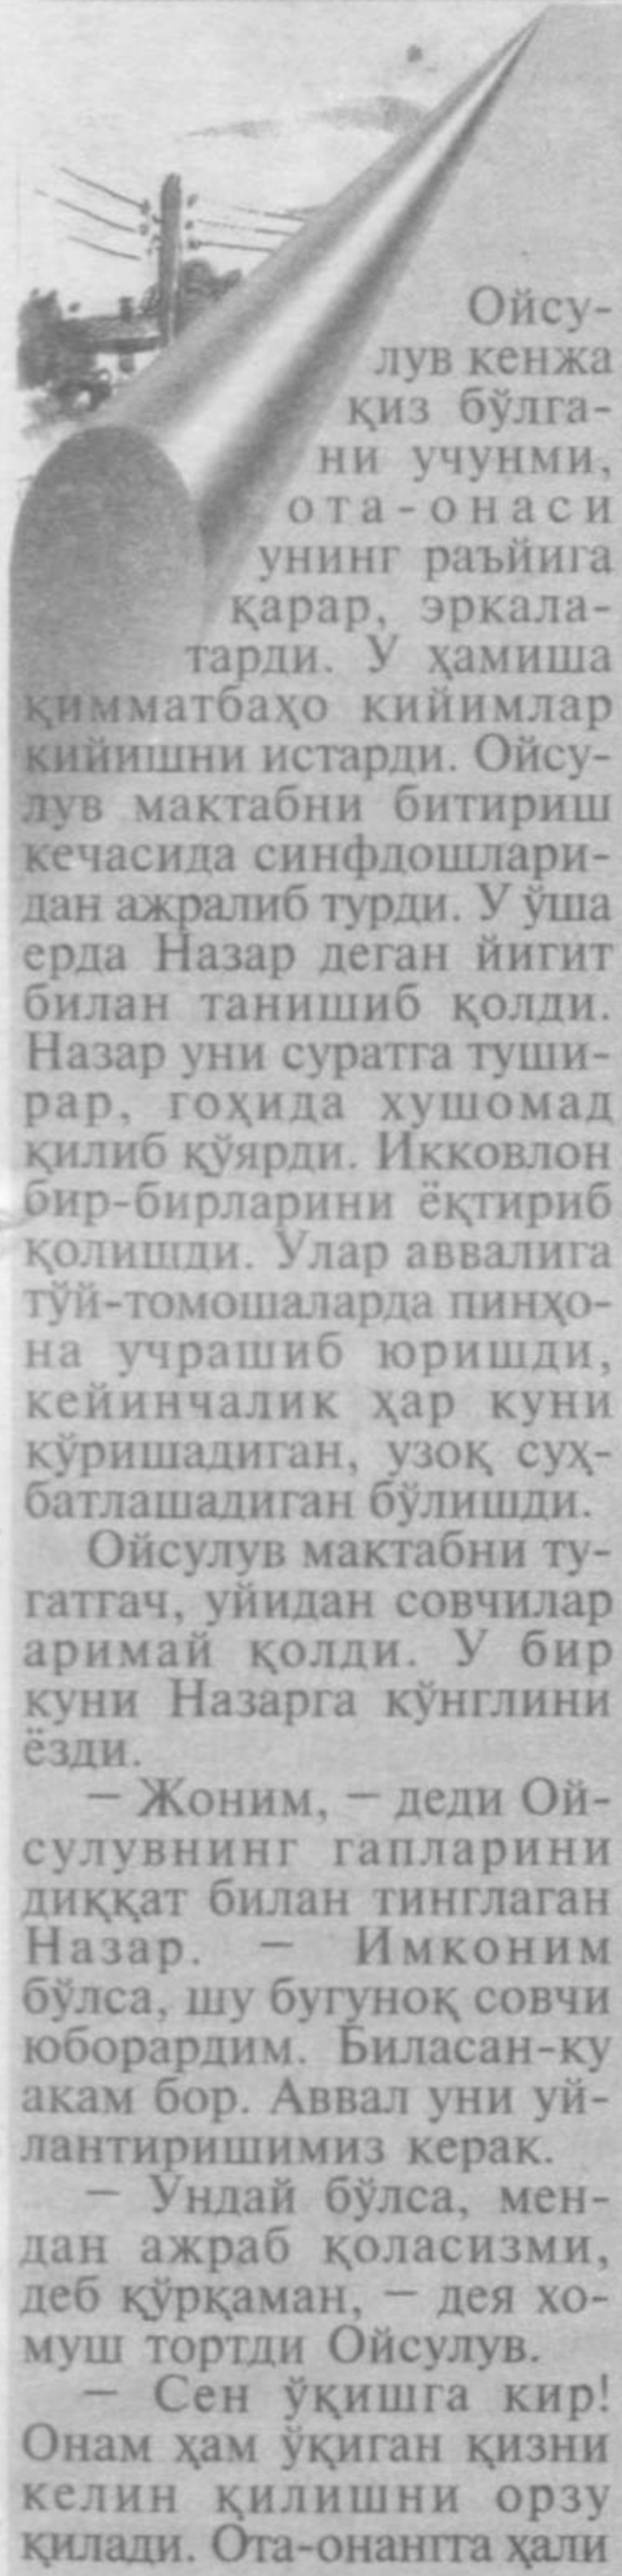 Ойсу-
лув кенжа
қиз бўлга-
ни учунми,
ота-онаси
унинг раъйига
қарар, эркала-
тарди. У ҳамиша
қимматбаҳо кийимлар
кийишни истарди. Ойсу-
лув мактабни битириш
кечасида синфдошлари-
дан ажралиб турди. У ўша
ерда Назар деган йигит
билан танишиб қолди.
Назар уни суратга туши-
рар, гоҳида хушомад
қилиб қўярди. Икковлон
бир-бирларини ёқтириб
қолишди. Улар аввалига
тўй-томошаларда пинҳо-
на учрашиб юришди,
кейинчалик ҳар куни
кўришадиган, узоқ суҳ-
батлашадиган бўлишди.
Ойсулув мактабни ту-
гатгач, уйидан совчилар
аримай қолди. У бир
куни Назарга кўнглини
ёзди.
– Жоним, – деди Ой-
сулувнинг гапларини
диққат билан тинглаган
Назар. – Имконим
бўлса, шу бугуноқ совчи
юборардим. Биласан-ку
акам бор. Аввал уни уй-
лантиришимиз керак.
– Ундай бўлса, мен-
дан ажраб қоласизми,
деб қўрқаман, – дея хо-
муш тортди Ойсулув.
– Сен ўқишга кир!
Онам ҳам ўқиган қизни
келин қилишни орзу
қилади. Ота-онангга ҳали